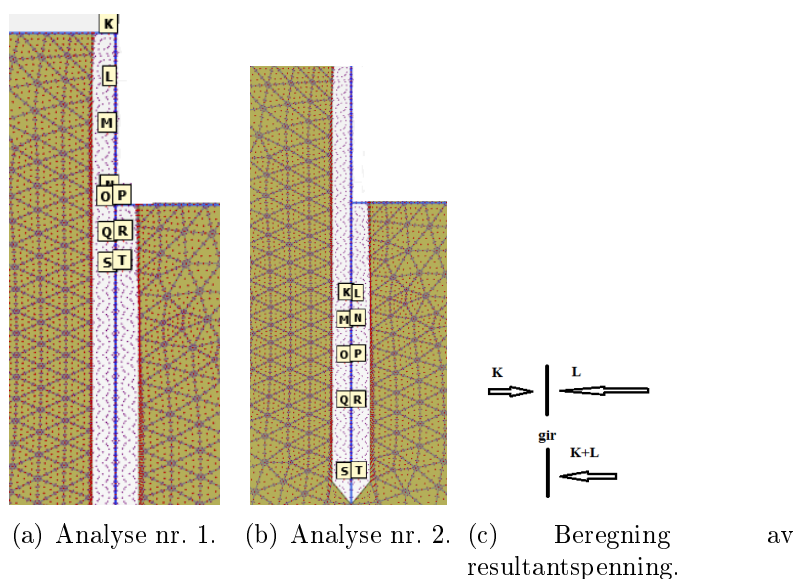 K
L
M
N
O P
Q R
S T
K L
M N
O P
Q R
S T
K L
gir
K+L
(a) Analyse nr. 1.
(b) Analyse nr. 2.
(c) Beregning av
resultantspenning.